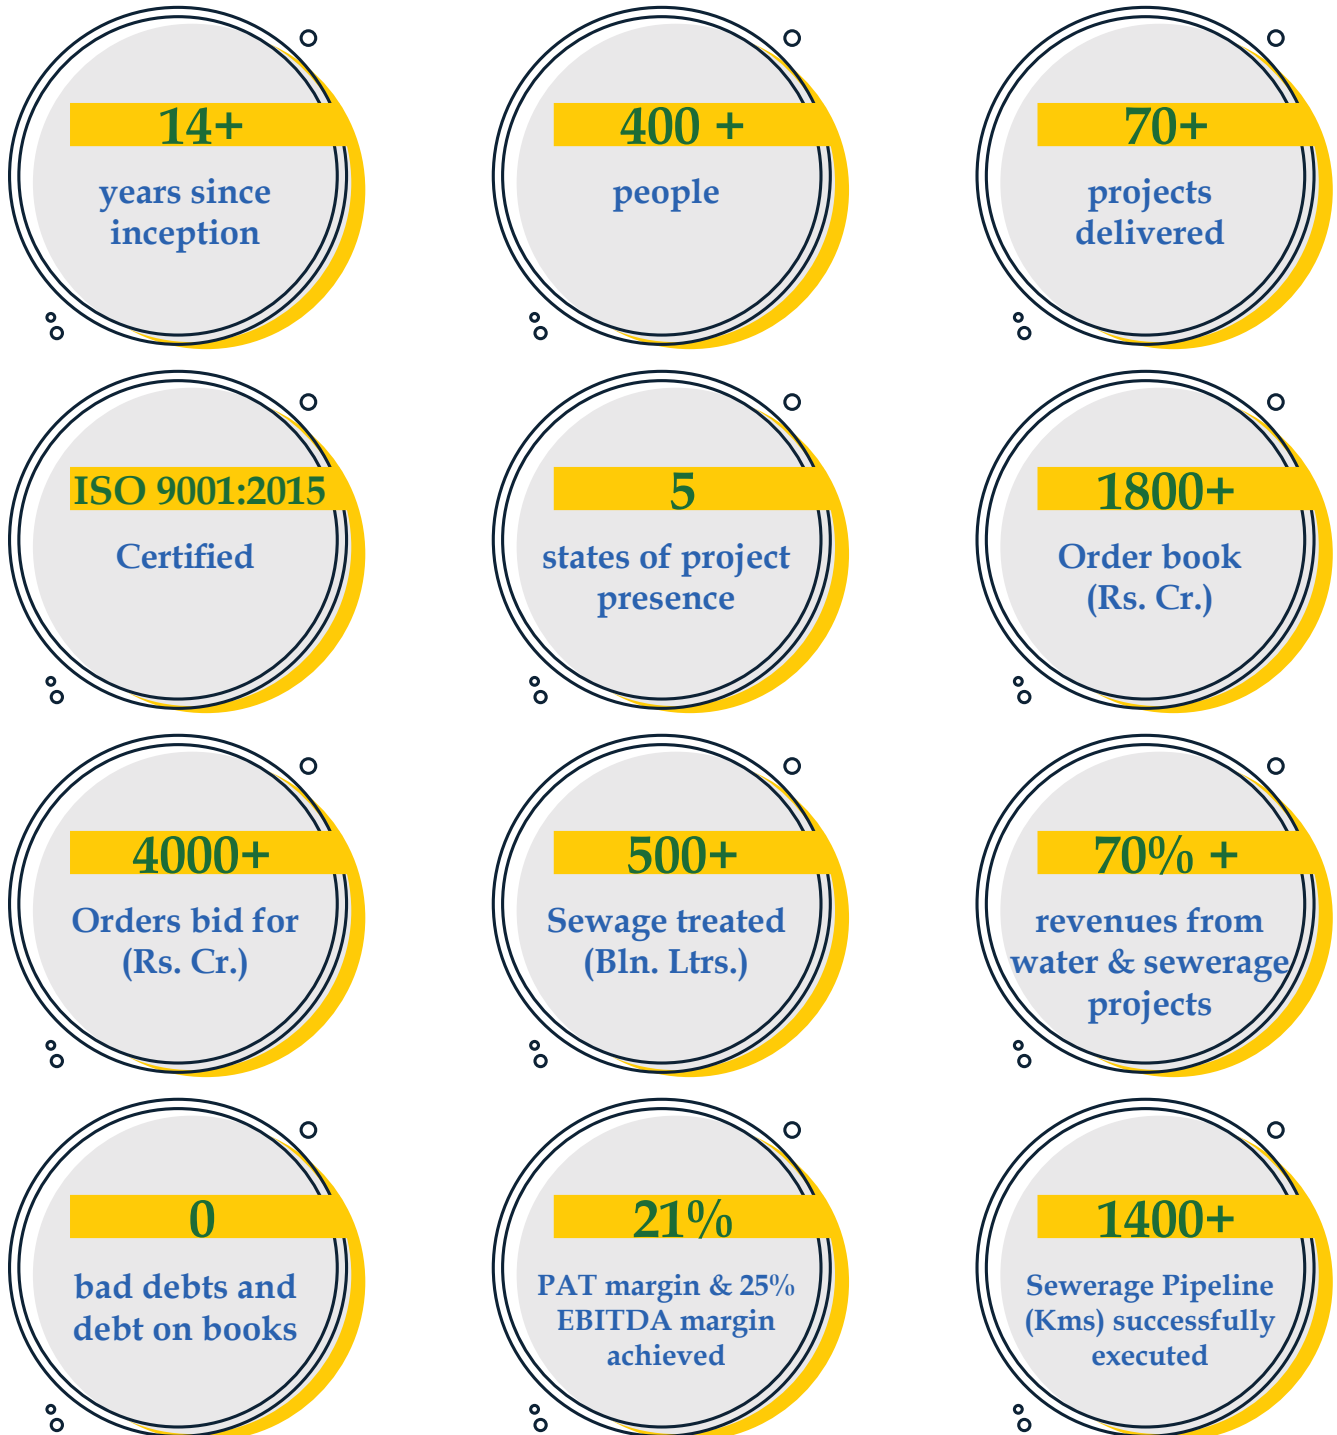 14+
years since
inception
400 +
people
70+
projects
delivered
ISO 9001:2015
Certified
5
states of project
presence
1800+
Order book
(Rs. Cr.)
4000+
Orders bid for
(Rs. Cr.)
500+
Sewage treated
(Bln. Ltrs.)
70% +
revenues from
water & sewerage
projects
0
bad debts and
debt on books
21%
PAT margin & 25%
EBITDA margin
achieved
1400+
Sewerage Pipeline
(Kms) successfully
executed